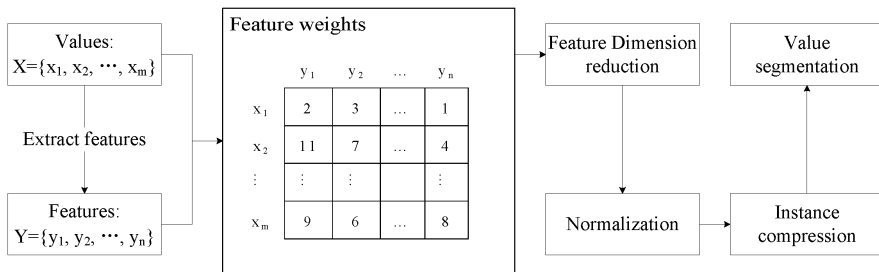 Values:
X={x1, x2, ⋯, xm}
Extract features
Features:
Y={y1, y2, ⋯, yn}
Feature weights
y1 y2 … yn
x1 2 3 … 1
x2 11 7 … 4
⋮ ⋮ ⋮ ⋮
xm 9 6 … 8
Feature Dimension
reduction
Normalization
Instance
compression
Value
segmentation